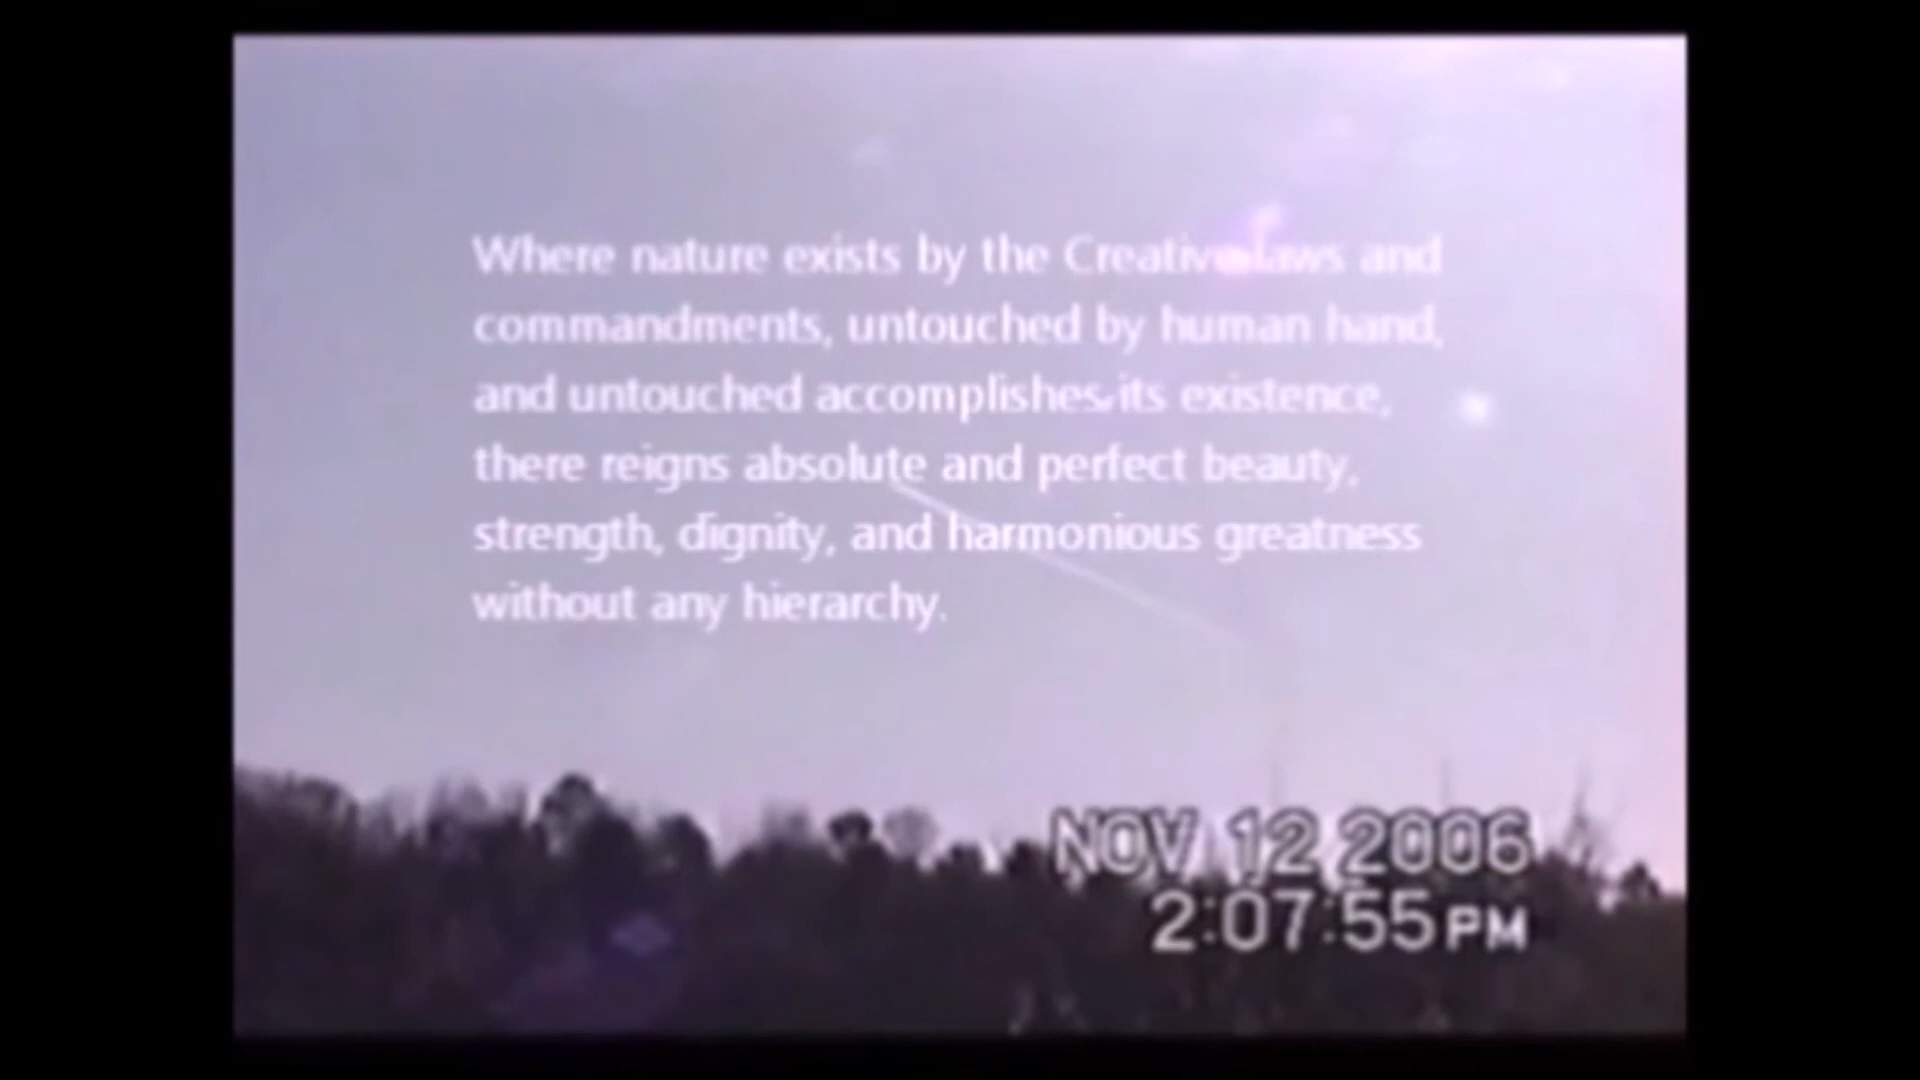 Where nature exists by the Creative laws and
commandments, untouched by human hand,
and untouched accomplishes its existence,
there reigns absolute and perfect beauty,
strength, dignity, and harmonious greatness
without any hierarchy.
NOV 12 2006
2:07:55 PM